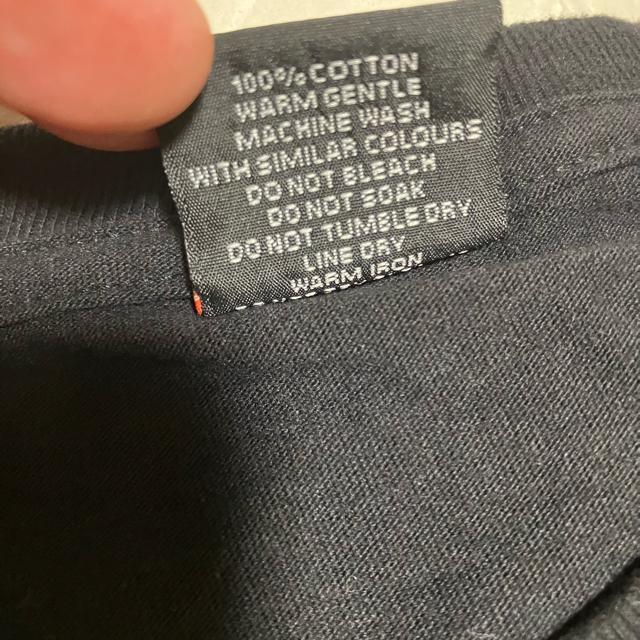 100% COTTON
WARM GENTLE
MACHINE WASH
WITH SIMILAR COLOURS
DO NOT BLEACH
DO NOT SOAK
DO NOT TUMBLE DRY
LINE DRY
WARM IRON